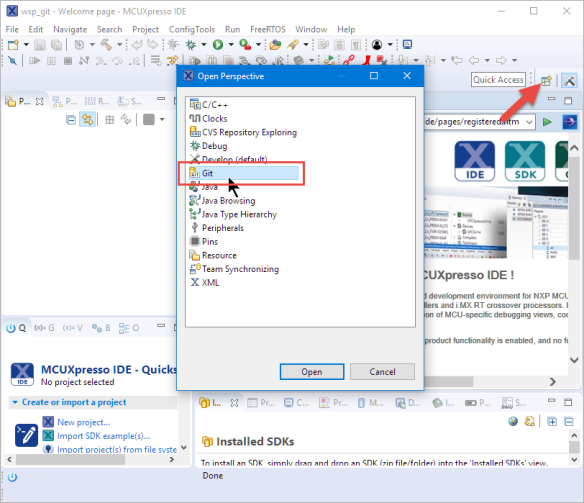 wsp_git - Welcome page - MCUXpresso IDE
File Edit Navigate Search Project ConfigTools Run FreeRTOS Window Help
Quick Access
P...
P...
R...
S...
Open Perspective
C/C++
Clocks
CVS Repository Exploring
Debug
Develop (default)
Git
Java
Java Browsing
Java Type Hierarchy
Peripherals
Pins
Resource
Team Synchronizing
XML
Open
Cancel
de/pages/registered.htm
IDE
SDK
CUXpresso IDE !
d development environment for NXP MCU
llers and i.MX RT crossover processors.
ion of MCU-specific debugging views, co
product functionality is enabled, and no f
Q (x)= G (x)= V B E O
IDE
MCUXpresso IDE - Quicks
No project selected
Create or import a project
New project...
Import SDK example(s)...
Import project(s) from file syste
I... Pr... C... Pr... M... D... I... P... S...
Installed SDKs
To install an SDK, simply drag and drop an SDK (zip file/folder) into the 'Installed SDKs' view.
Done